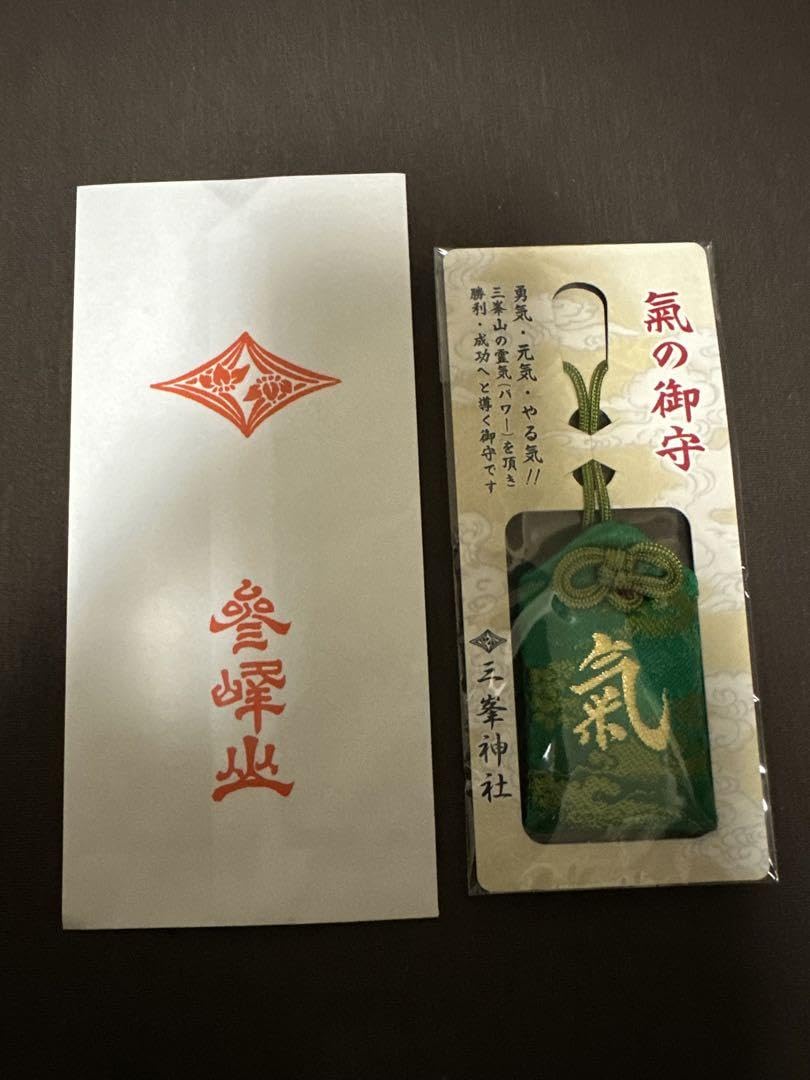 參峰山
氣の御守
勇気・元気・やる気!!
三峯山の霊気(パワー)を頂き
勝利・成功へと導く御守です
氣
三峯神社